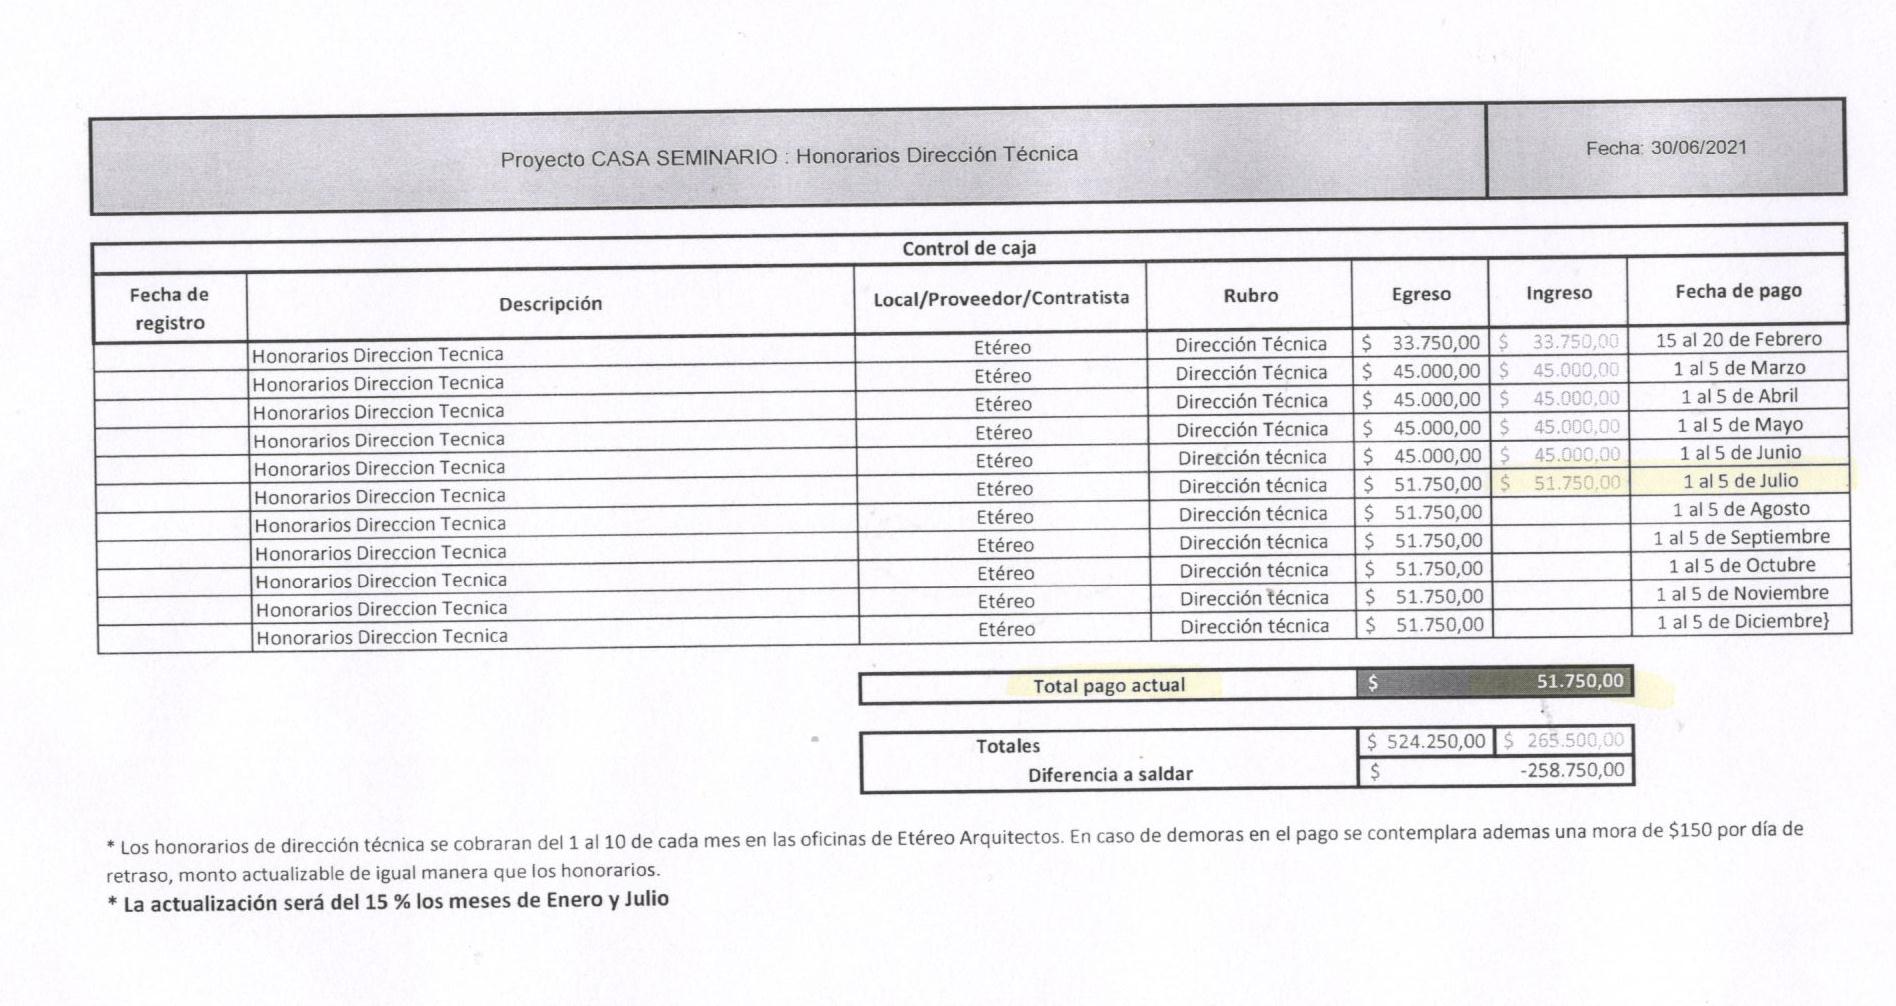 Proyecto CASA SEMINARIO : Honorarios Dirección Técnica
Fecha: 30/06/2021
Control de caja
Fecha de registro Descripción Local/Proveedor/Contratista Rubro Egreso Ingreso Fecha de pago
Honorarios Direccion Tecnica Etéreo Dirección Técnica $ 33.750,00 $ 33.750,00 15 al 20 de Febrero
Honorarios Direccion Tecnica Etéreo Dirección Técnica $ 45.000,00 $ 45.000,00 1 al 5 de Marzo
Honorarios Direccion Tecnica Etéreo Dirección Técnica $ 45.000,00 $ 45.000,00 1 al 5 de Abril
Honorarios Direccion Tecnica Etéreo Dirección Técnica $ 45.000,00 $ 45.000,00 1 al 5 de Mayo
Honorarios Direccion Tecnica Etéreo Dirección técnica $ 45.000,00 $ 45.000,00 1 al 5 de Junio
Honorarios Direccion Tecnica Etéreo Dirección técnica $ 51.750,00 $ 51.750,00 1 al 5 de Julio
Honorarios Direccion Tecnica Etéreo Dirección técnica $ 51.750,00 1 al 5 de Agosto
Honorarios Direccion Tecnica Etéreo Dirección técnica $ 51.750,00 1 al 5 de Septiembre
Honorarios Direccion Tecnica Etéreo Dirección técnica $ 51.750,00 1 al 5 de Octubre
Honorarios Direccion Tecnica Etéreo Dirección técnica $ 51.750,00 1 al 5 de Noviembre
Honorarios Direccion Tecnica Etéreo Dirección técnica $ 51.750,00 1 al 5 de Diciembre}
Total pago actual $ 51.750,00
Totales $ 524.250,00 $ 265.500,00
Diferencia a saldar $ -258.750,00
* Los honorarios de dirección técnica se cobraran del 1 al 10 de cada mes en las oficinas de Etéreo Arquitectos. En caso de demoras en el pago se contemplara ademas una mora de $150 por día de
retraso, monto actualizable de igual manera que los honorarios.
* La actualización será del 15 % los meses de Enero y Julio